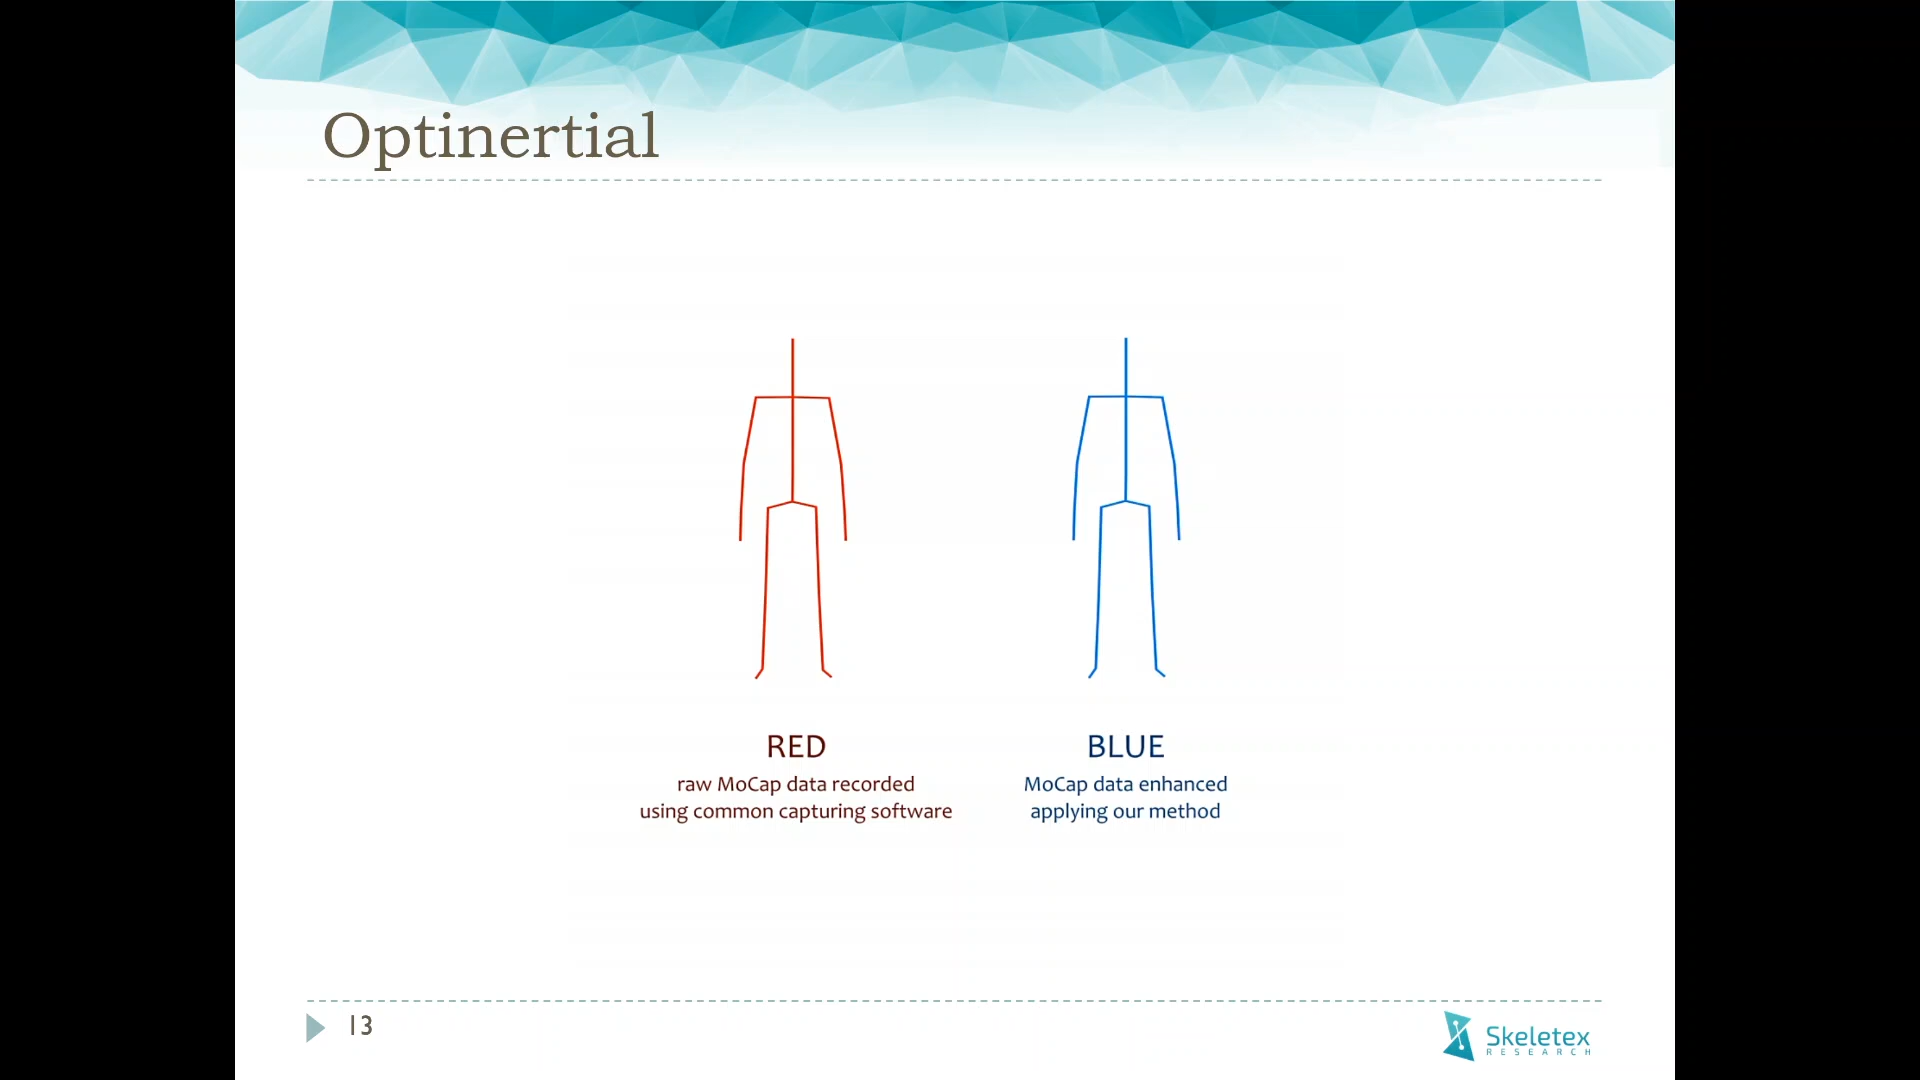 Optinertial
RED
raw MoCap data recorded
using common capturing software
BLUE
MoCap data enhanced
applying our method
13
Skeletex
RESEARCH